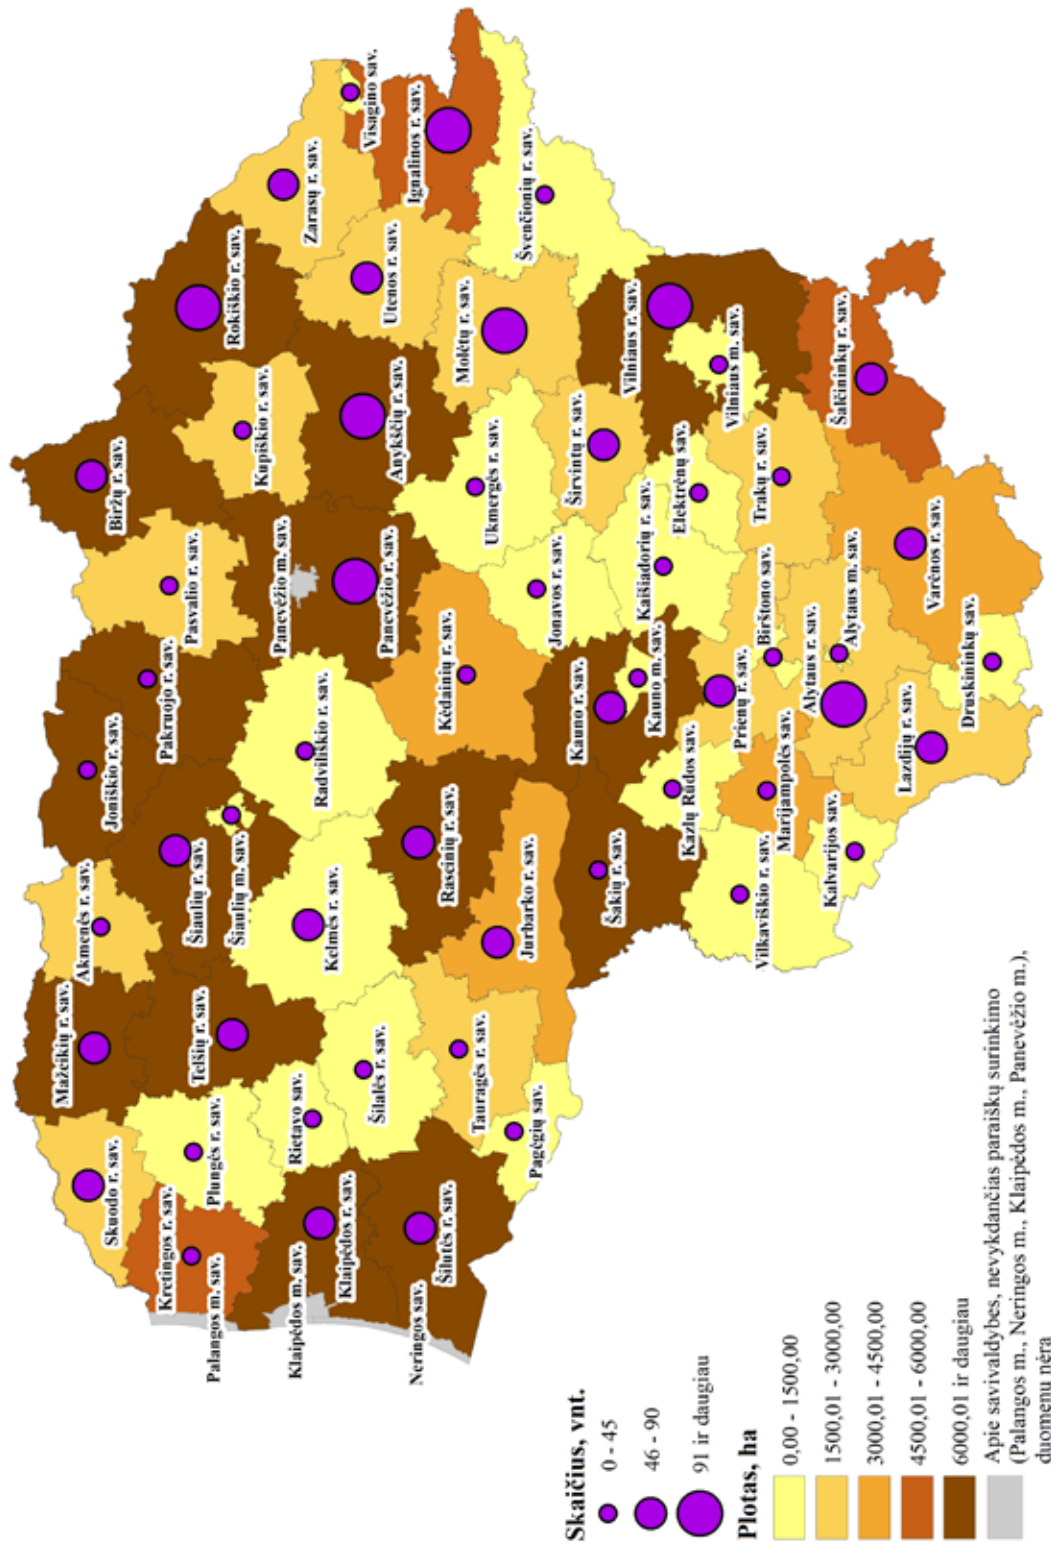 Skuodo r. sav.
Mažeikių r. sav.
Akmenės r. sav.
Joniškio r. sav.
Pakruojo r. sav.
Pasvalio r. sav.
Biržų r. sav.
Rokiškio r. sav.
Kupiškio r. sav.
Zarasų r. sav.
Visagino sav.
Kretingos r. sav.
Palangos m. sav.
Plungės r. sav.
Telšių r. sav.
Šiaulių r. sav.
Šiaulių m. sav.
Radviliškio r. sav.
Panevėžio m. sav.
Panevėžio r. sav.
Anykščių r. sav.
Utenos r. sav.
Ignalinos r. sav.
Klaipėdos m. sav.
Klaipėdos r. sav.
Rietavo sav.
Kelmės r. sav.
Šilalės r. sav.
Neringos sav.
Šilutės r. sav.
Tauragės r. sav.
Pagėgių sav.
Raseinių r. sav.
Jurbarko r. sav.
Kėdainių r. sav.
Ukmergės r. sav.
Molėtų r. sav.
Švenčionių r. sav.
Jonavos r. sav.
Širvintų r. sav.
Šakių r. sav.
Kauno r. sav.
Kauno m. sav.
Kaišiadorių r. sav.
Elektrėnų sav.
Vilniaus r. sav.
Vilniaus m. sav.
Kazlų Rūdos sav.
Prienų r. sav.
Birštono sav.
Trakų r. sav.
Vilkaviškio r. sav.
Marijampolės sav.
Kalvarijos sav.
Alytaus r. sav.
Alytaus m. sav.
Šalčininkų r. sav.
Lazdijų r. sav.
Varėnos r. sav.
Druskininkų sav.
Skaičius, vnt.
0 - 45
46 - 90
91 ir daugiau
Plotas, ha
0,00 - 1500,00
1500,01 - 3000,00
3000,01 - 4500,00
4500,01 - 6000,00
6000,01 ir daugiau
Apie savivaldybes, nevykdančias paraiškų surinkimo
(Palangos m., Neringos m., Klaipėdos m., Panevėžio m.),
duomenų nėra